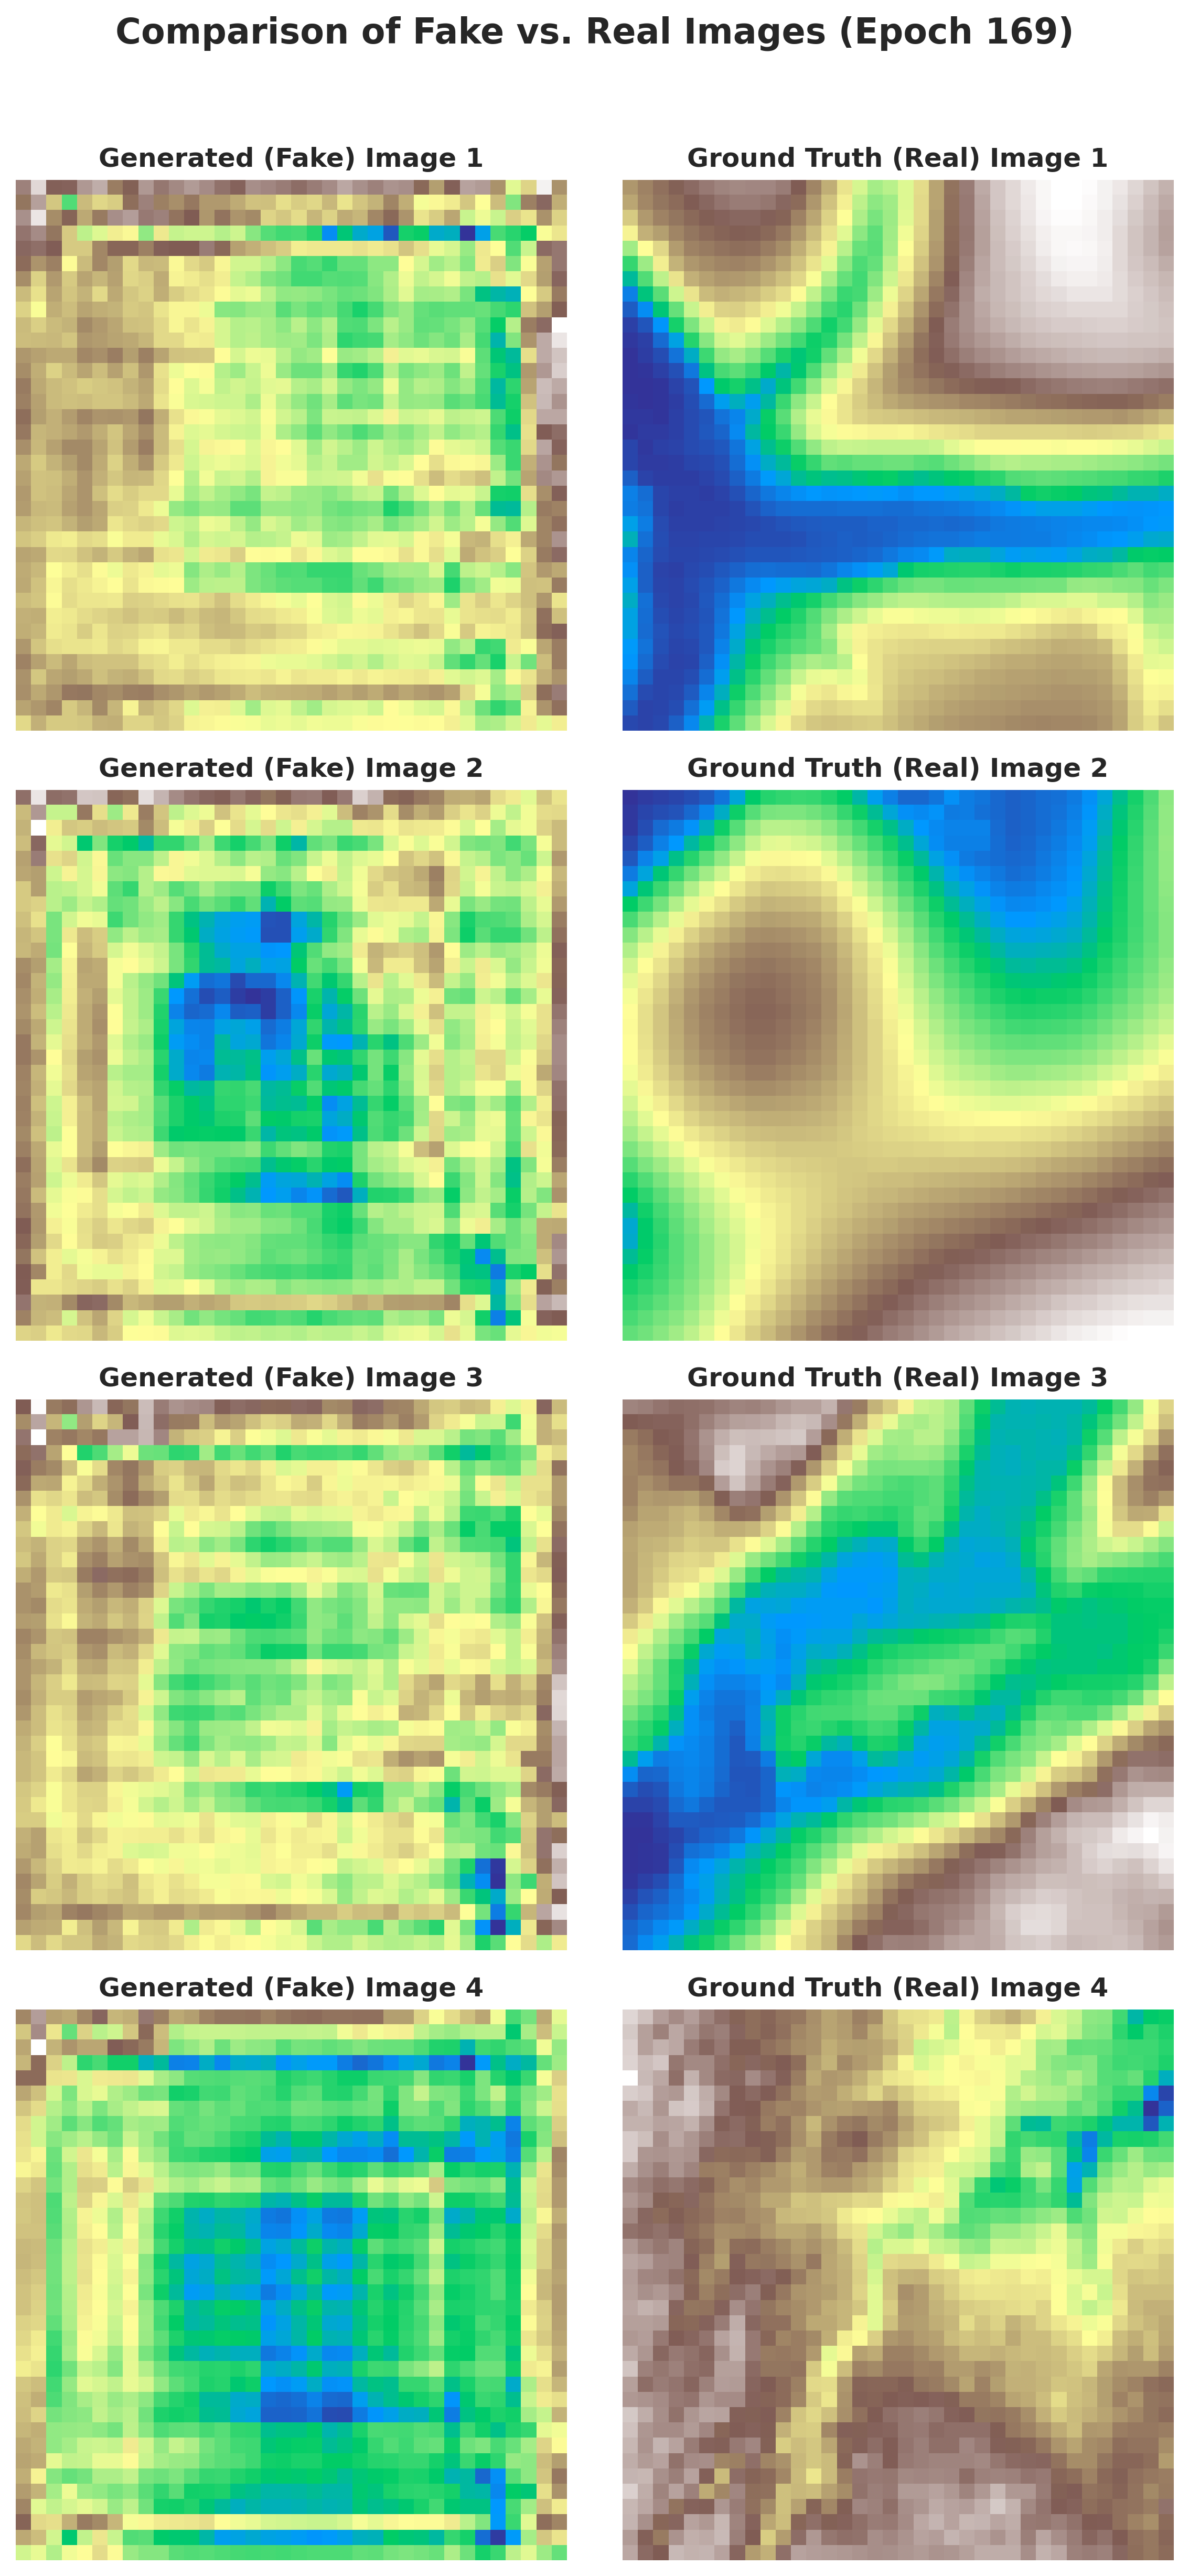 Comparison of Fake vs. Real Images (Epoch 169)
Generated (Fake) Image 1
Ground Truth (Real) Image 1
Generated (Fake) Image 2
Ground Truth (Real) Image 2
Generated (Fake) Image 3
Ground Truth (Real) Image 3
Generated (Fake) Image 4
Ground Truth (Real) Image 4